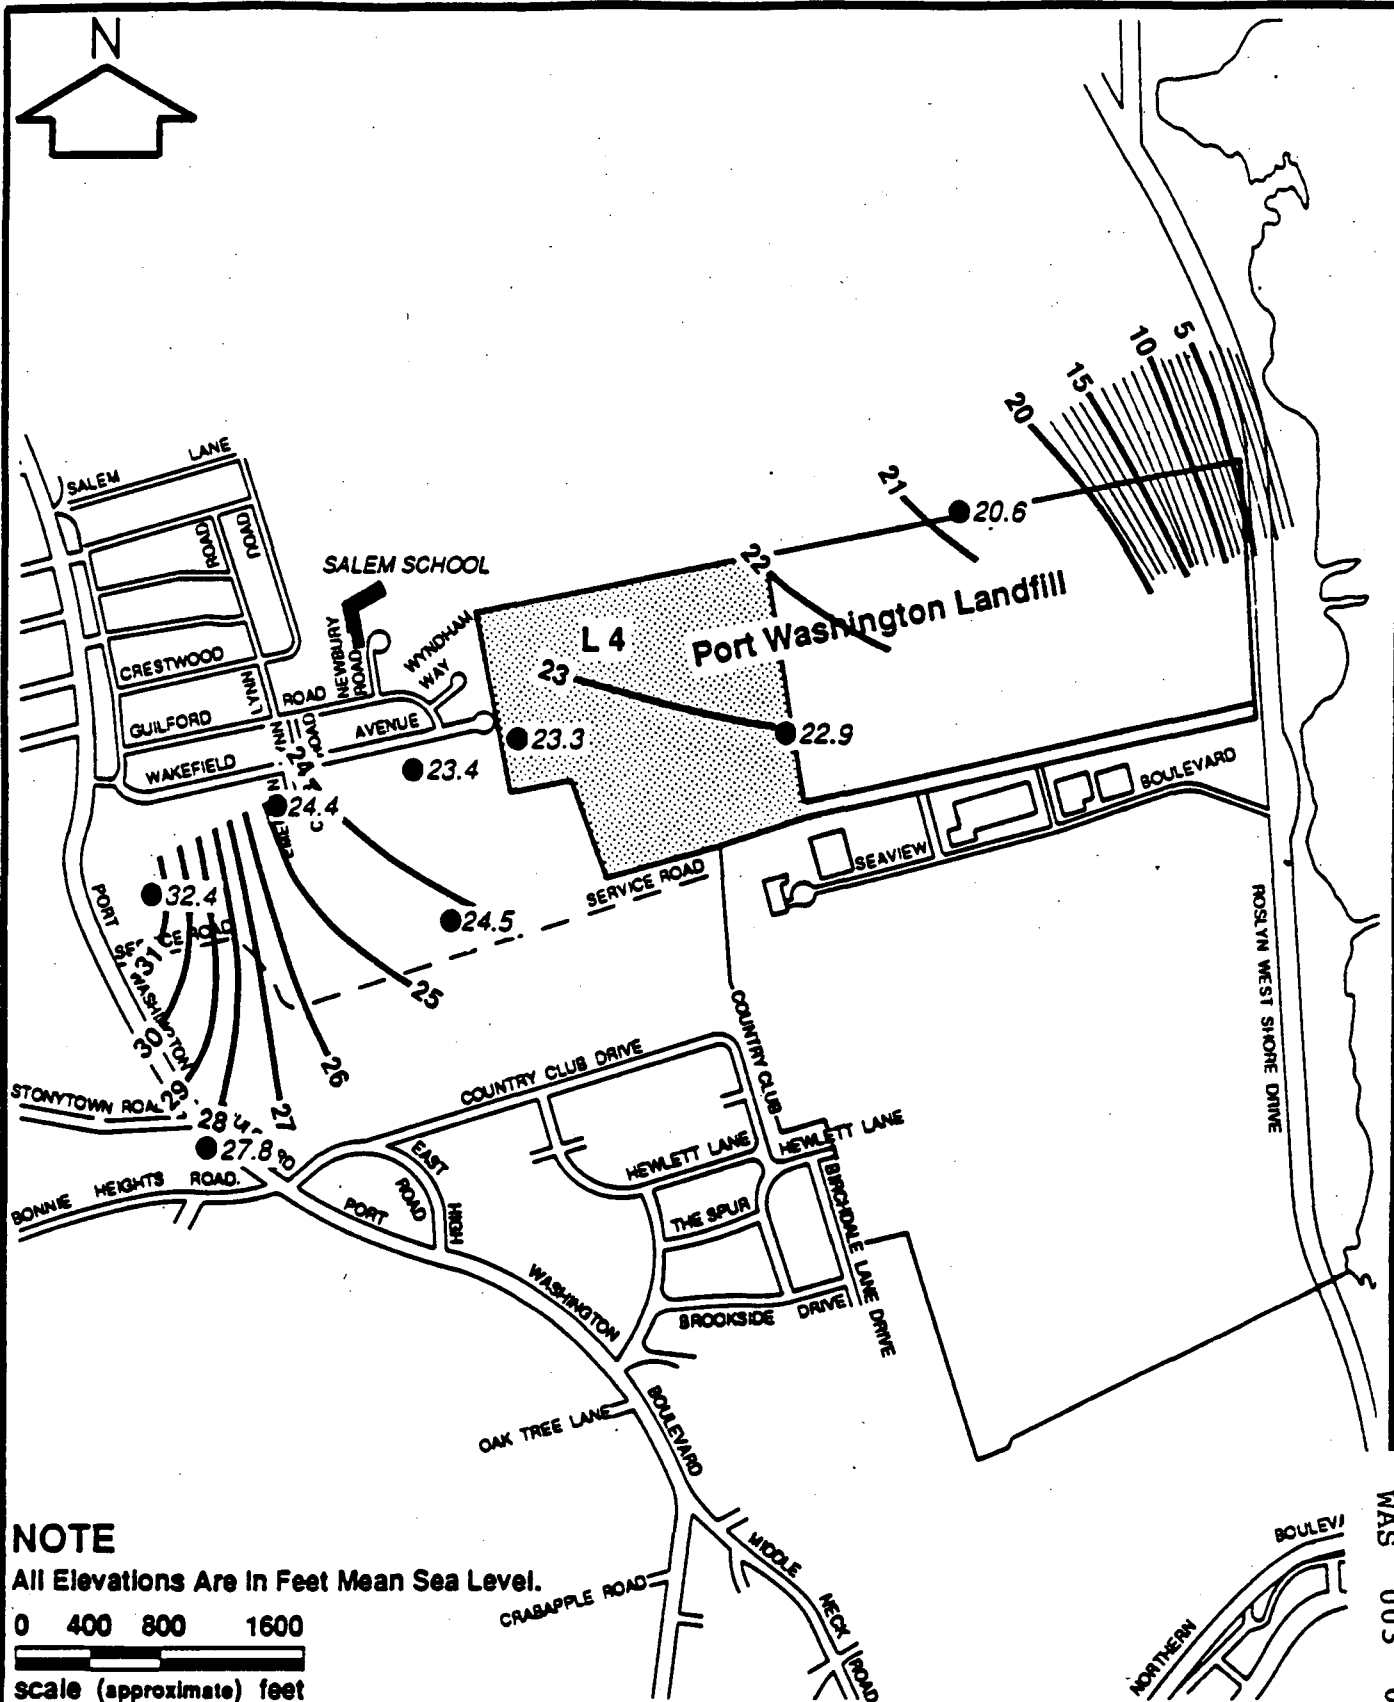 N
5
10
15
20
21
20.6
SALEM LANE
ROAD
ROAD
SALEM SCHOOL
22
Port Washington Landfill
L 4
NEWBURY
ROAD
WYNDHAM
WAY
CRESTWOOD
LYNN
ROAD
23
GUILFORD
AVENUE
ROAD
23.3
22.9
WAKEFIELD
24
23.4
24.4
BOULEVARD
SEAVIEW
SERVICE ROAD
32.4
24.5
PORT
ROAD
31
WASHINGTON
25
ROSLYN WEST SHORE DRIVE
30
26
COUNTRY CLUB
COUNTRY CLUB DRIVE
STONYTOWN
29
28
27
27.8
HEWLETT LANE
HEWLETT LANE
EAST
ROAD
HIGH
BONNIE HEIGHTS ROAD.
PORT
THE SPUR
BIRCHDALE LANE DRIVE
WASHINGTON
BROOKSIDE DRIVE
BOULEVARD
OAK TREE LANE
NOTE
All Elevations Are In Feet Mean Sea Level.
MIDDLE
NECK
ROAD
CRABAPPLE ROAD
0 400 800 1600
scale (approximate) feet
NORTHERN
WAS